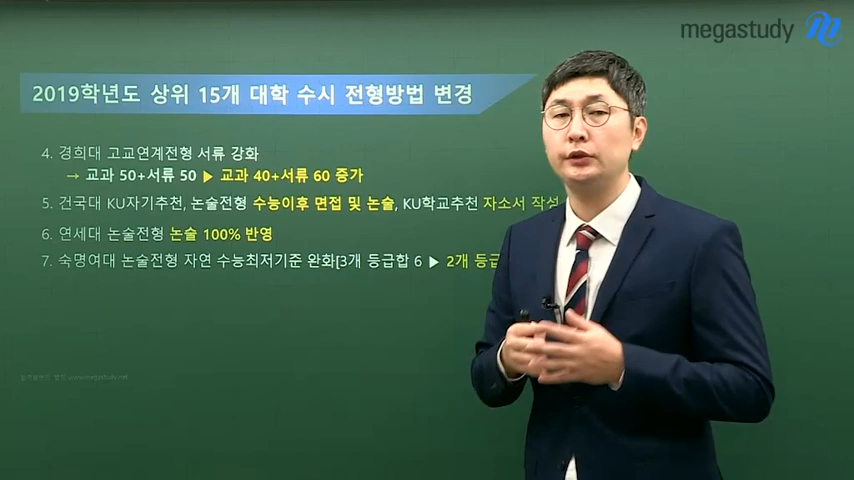 megastudy
2019학년도 상위 15개 대학 수시 전형방법 변경
4. 경희대 고교연계전형 서류 강화
→ 교과 50+서류 50 ▶ 교과 40+서류 60 증가
5. 건국대 KU자기추천, 논술전형 수능이후 면접 및 논술, KU학교추천 자소서 작성
6. 연세대 논술전형 논술 100% 반영
7. 숙명여대 논술전형 자연 수능최저기준 완화[3개 등급합 6 ▶ 2개 등급
www.megastudy.net